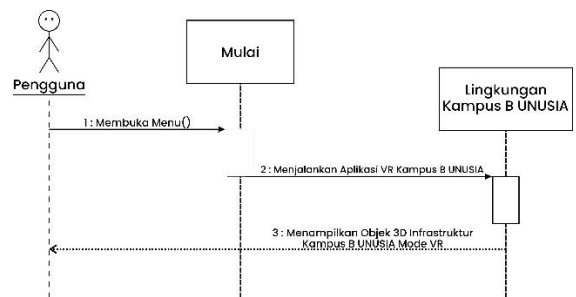 Pengguna
Mulai
Lingkungan
Kampus B UNUSIA
1 : Membuka Menu()
2 : Menjalankan Aplikasi VR Kampus B UNUSIA
3 : Menampilkan Objek 3D Infrastruktur
Kampus B UNUSIA Mode VR